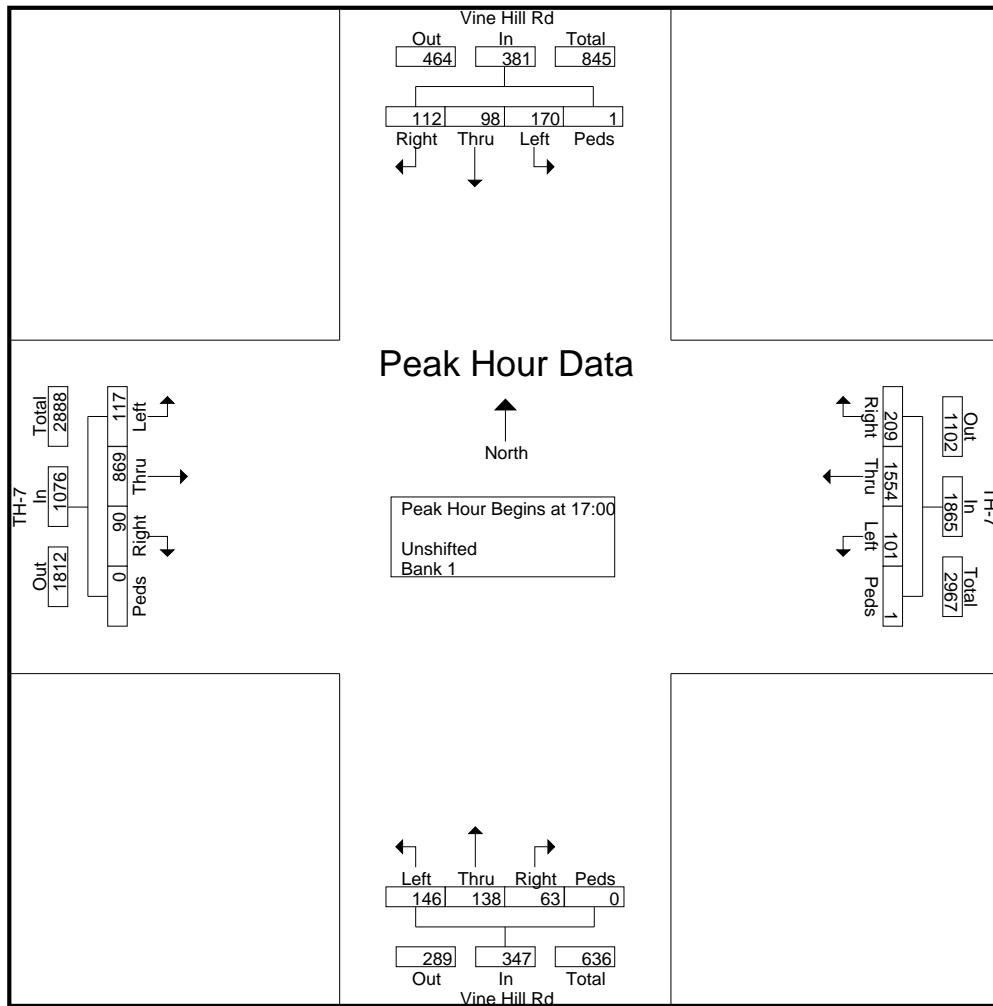 Vine Hill Rd
Out In Total
464 381 845
112 98 170 1
Right Thru Left Peds
Peak Hour Data
North
Peak Hour Begins at 17:00
Unshifted
Bank 1
TH-7
Out In Total
1812 1076 2888
Left Thru Right Peds
117 869 90 0
TH-7
Out In Total
1102 1865 2967
Right Thru Left Peds
209 1554 101 1
Left Thru Right Peds
146 138 63 0
289 347 636
Out In Total
Vine Hill Rd